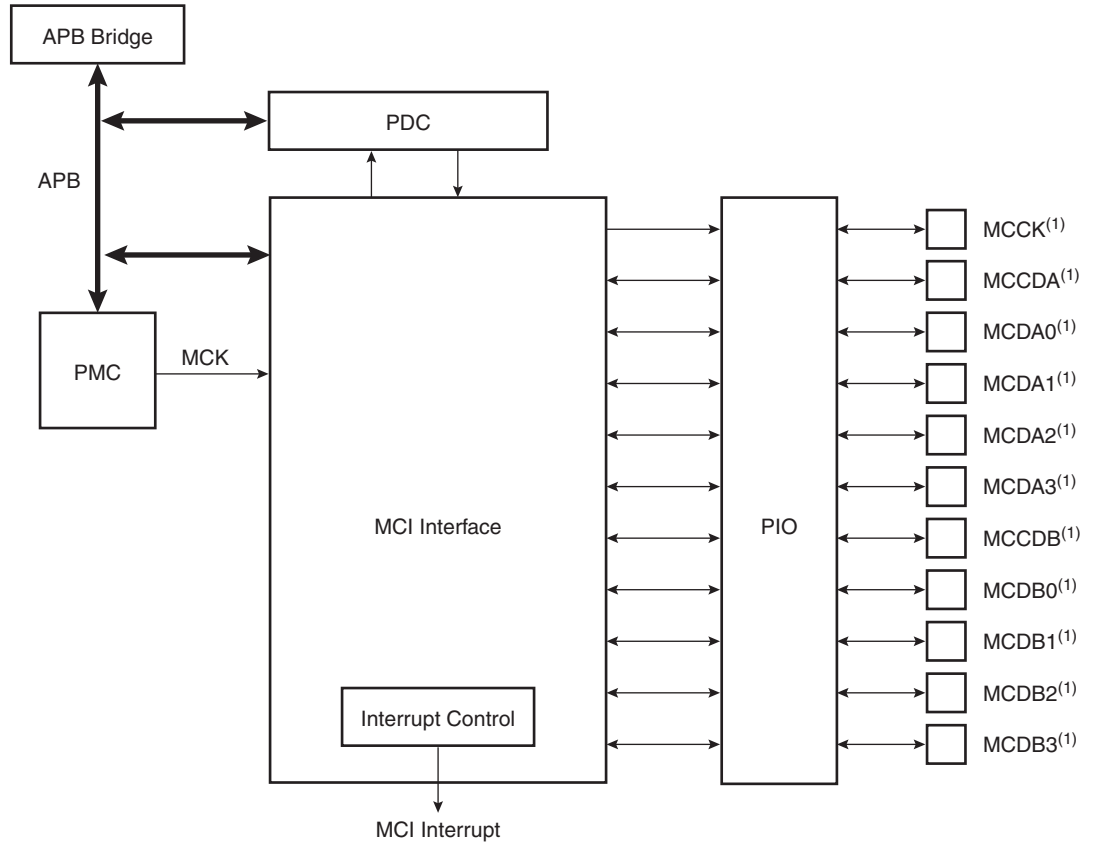 APB Bridge
PDC
APB
MCCK(1)
MCCDA(1)
MCDA0(1)
MCK
PMC
MCDA1(1)
MCDA2(1)
MCDA3(1)
MCI Interface
PIO
MCCDB(1)
MCDB0(1)
MCDB1(1)
MCDB2(1)
Interrupt Control
MCDB3(1)
MCI Interrupt